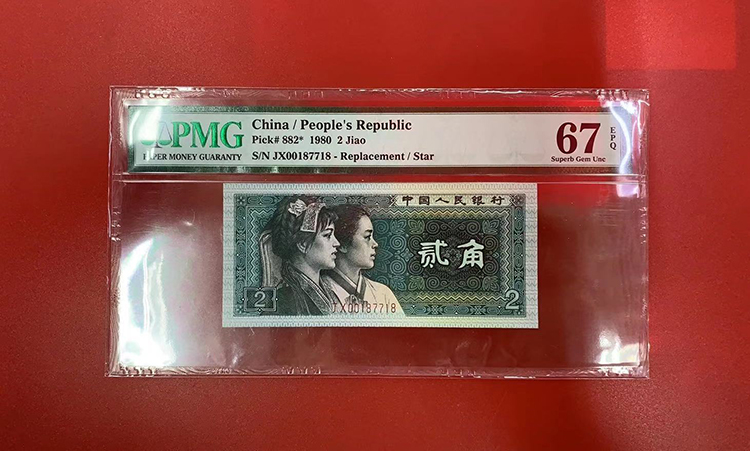 PMG
PAPER MONEY GUARANTY
China / People's Republic
Pick# 882* 1980 2 Jiao
S/N JX00187718 - Replacement / Star
67 EPQ
Superb Gem Unc
中国人民银行
贰角
2
JX00187718
2